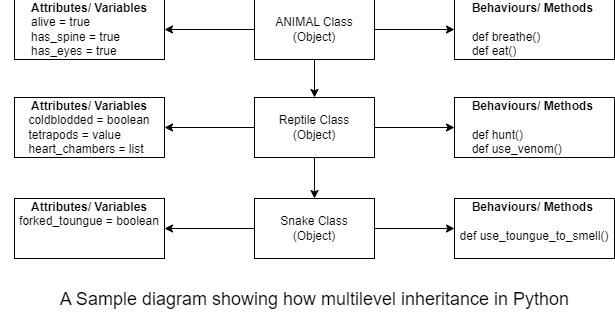 Attributes/ Variables
alive = true
has_spine = true
has_eyes = true
ANIMAL Class
(Object)
Behaviours/ Methods
def breathe()
def eat()
Attributes/ Variables
coldblodded = boolean
tetrapods = value
heart_chambers = list
Reptile Class
(Object)
Behaviours/ Methods
def hunt()
def use_venom()
Attributes/ Variables
forked_toungue = boolean
Snake Class
(Object)
Behaviours/ Methods
def use_toungue_to_smell()
A Sample diagram showing how multilevel inheritance in Python